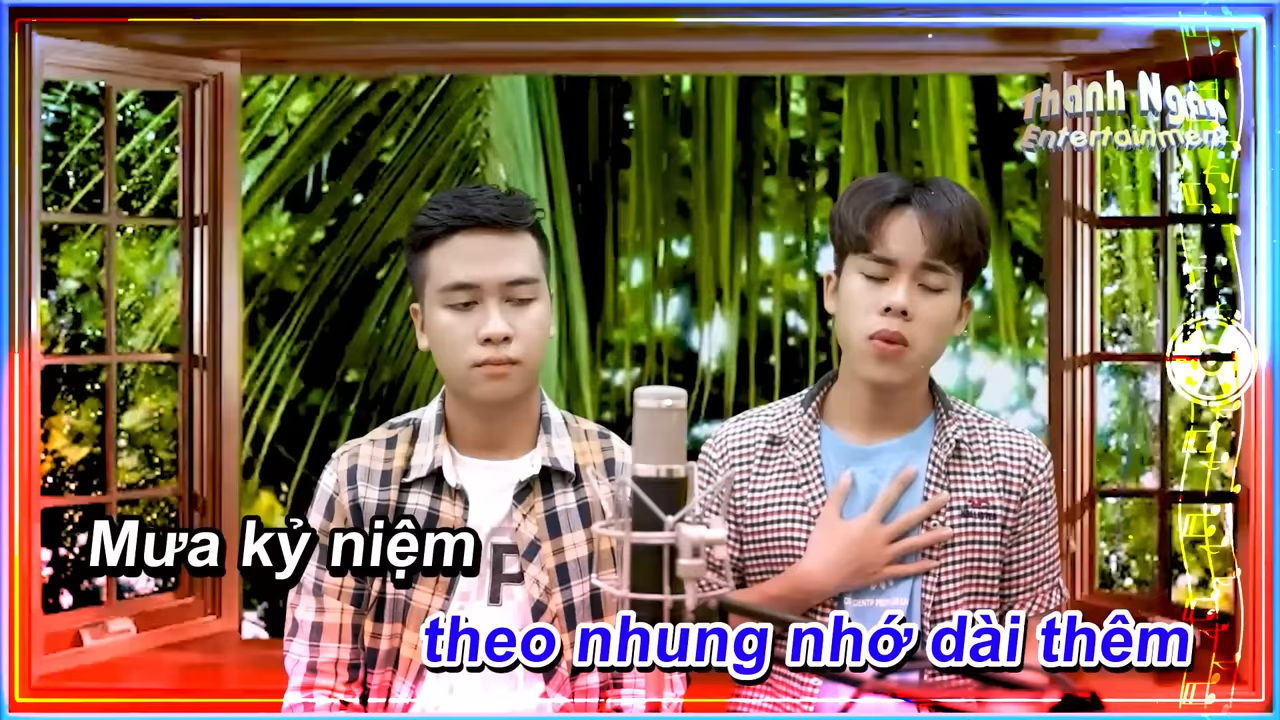 Thanh Ngân
Entertainment
Mưa kỷ niệm
theo nhung nhớ dài thêm